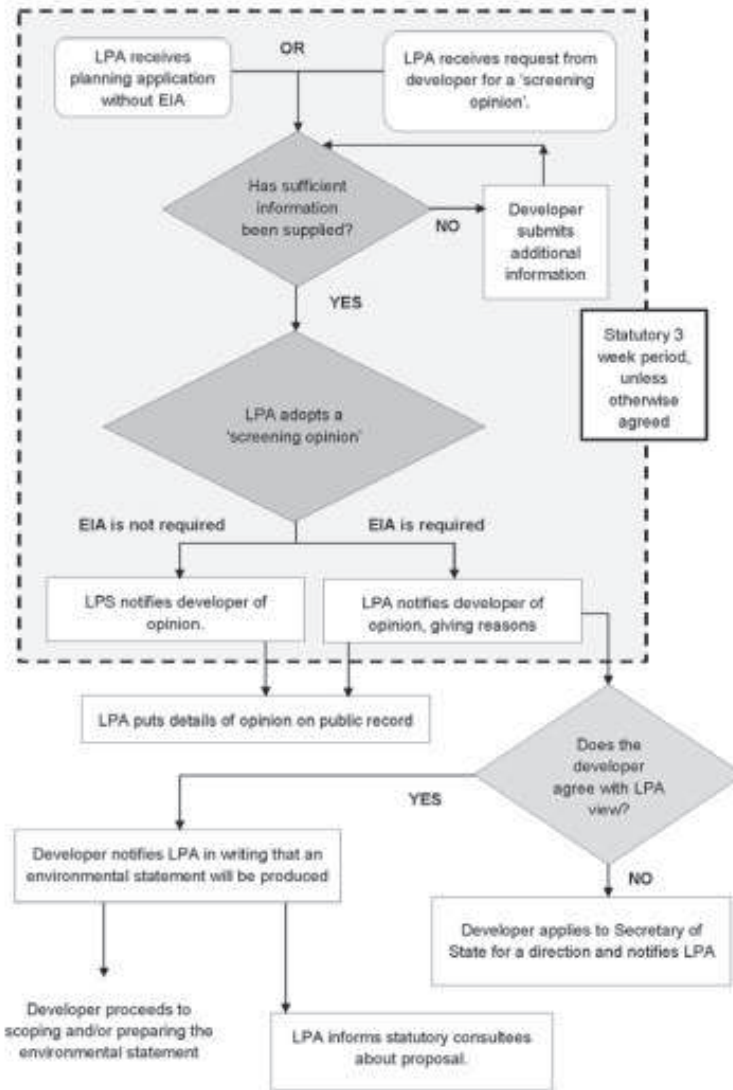 OR
LPA receives
planning application
without EIA
LPA receives request from
developer for a 'screening
opinion'.
Has sufficient
information
been supplied?
NO
Developer
submits
additional
information
YES
Statutory 3
week period,
unless
otherwise
agreed
LPA adopts a
'screening opinion'
EIA is not required
EIA is required
LPS notifies developer of
opinion.
LPA notifies developer of
opinion, giving reasons
LPA puts details of opinion on public record
Does the
developer
agree with LPA
view?
YES
Developer notifies LPA in writing that an
environmental statement will be produced
NO
Developer applies to Secretary of
State for a direction and notifies LPA
Developer proceeds to
scoping and/or preparing the
environmental statement
LPA informs statutory consultees
about proposal.